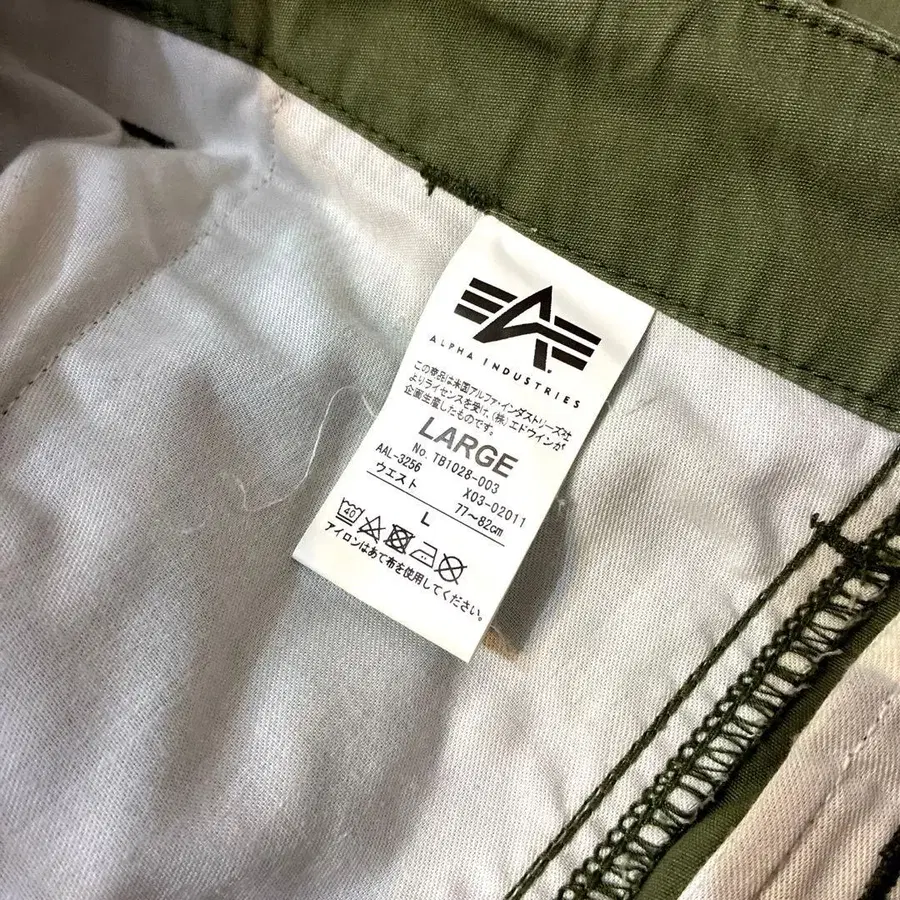 ALPHA INDUSTRIES
この商品は米国アルファ・インダストリーズ社
よりライセンスを受け、(株)エドウインが
企画生産したものです。
LARGE
No. TB1028-003
AAL-3256 X03-02011
ウエスト 77〜82cm
L
40
アイロンはあて布を使用してください。